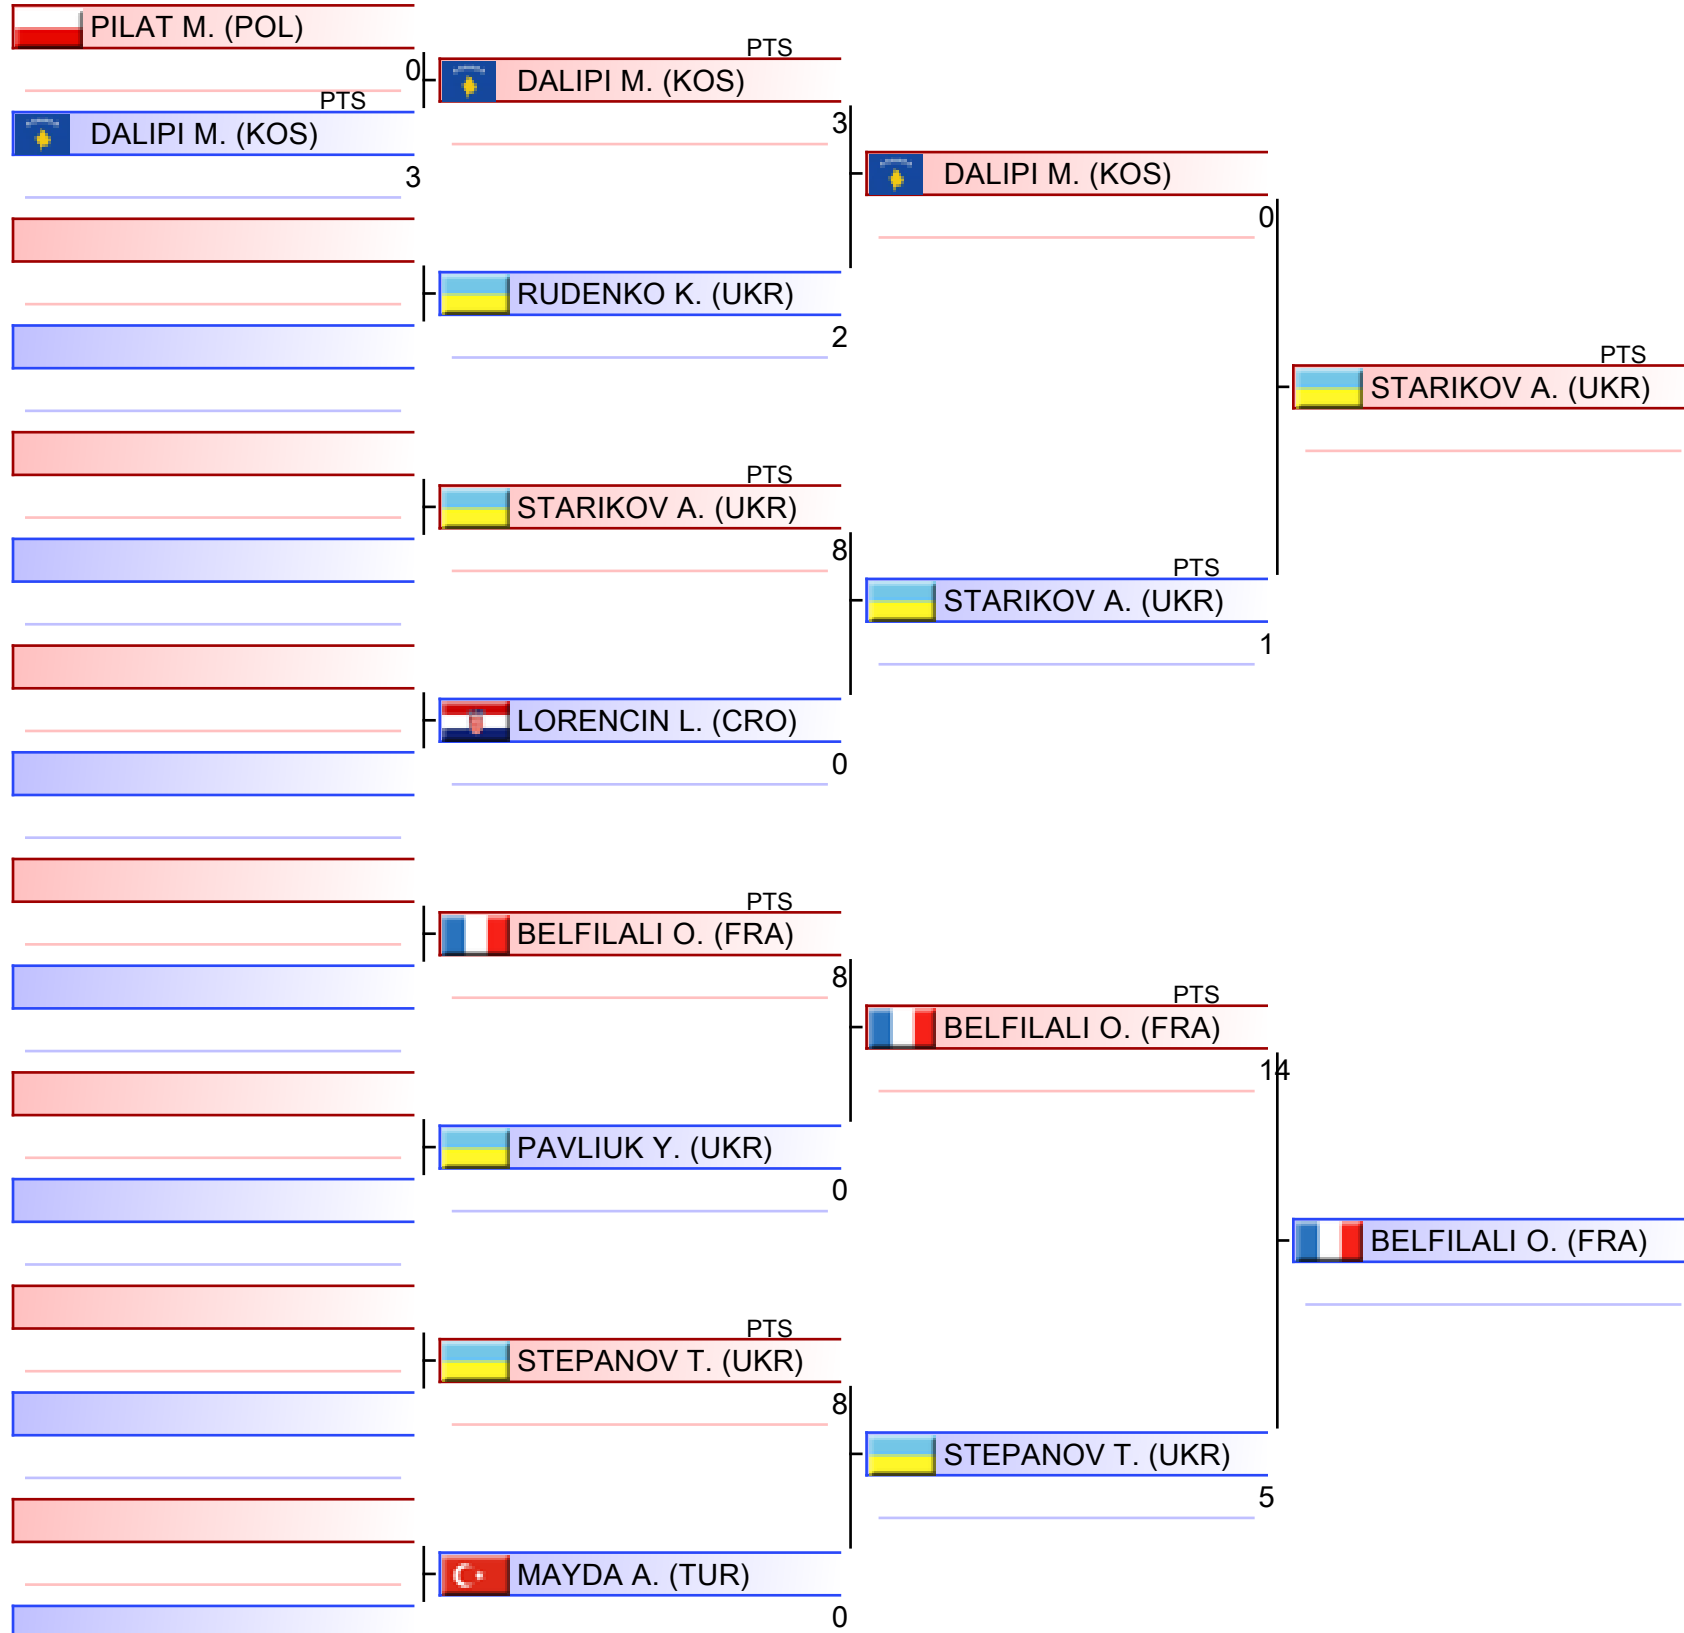 PILAT M. (POL)
0
PTS
DALIPI M. (KOS)
3
PTS
DALIPI M. (KOS)
3
RUDENKO K. (UKR)
2
PTS
STARIKOV A. (UKR)
8
LORENCIN L. (CRO)
0
PTS
BELFILALI O. (FRA)
8
PAVLIUK Y. (UKR)
0
PTS
STEPANOV T. (UKR)
8
MAYDA A. (TUR)
0
DALIPI M. (KOS)
0
PTS
STARIKOV A. (UKR)
1
PTS
BELFILALI O. (FRA)
14
STEPANOV T. (UKR)
5
PTS
STARIKOV A. (UKR)
BELFILALI O. (FRA)